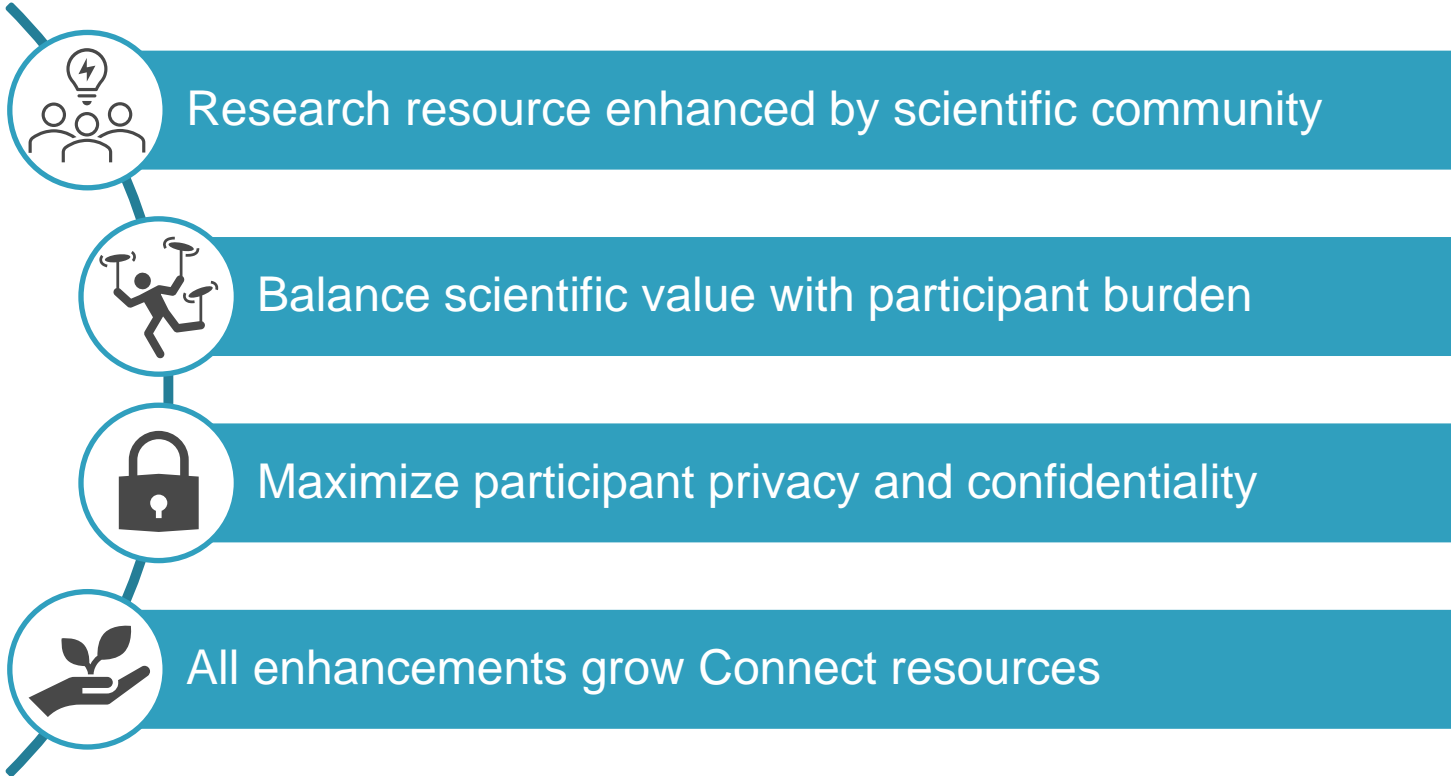 Research resource enhanced by scientific community
Balance scientific value with participant burden
Maximize participant privacy and confidentiality
All enhancements grow Connect resources